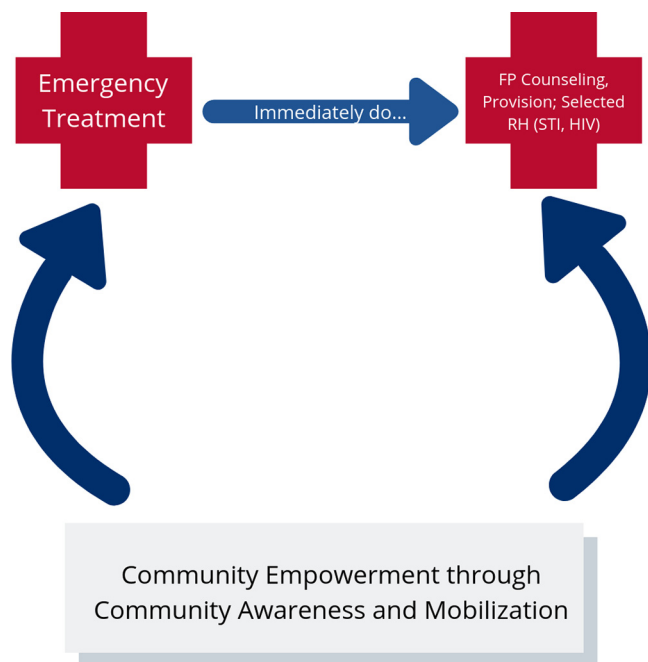 Emergency
Treatment
Immediately do...
FP Counseling,
Provision; Selected
RH (STI, HIV)
Community Empowerment through
Community Awareness and Mobilization